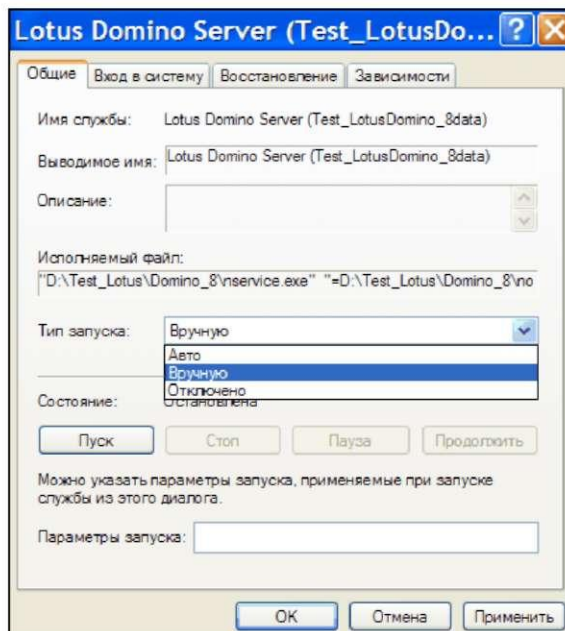 Lotus Domino Server (Test_LotusDo...
Общие Вход в систему Восстановление Зависимости
Имя службы: Lotus Domino Server (Test_LotusDomino_8data)
Выводимое имя: Lotus Domino Server (Test_LotusDomino_8data)
Описание:
Исполняемый файл:
"D:\Test_Lotus\Domino_8\nservice.exe" "=D:\Test_Lotus\Domino_8\no
Тип запуска: Вручную
Авто
Вручную
Отключено
Состояние: Остановлена
Пуск Стоп Пауза Продолжить
Можно указать параметры запуска, применяемые при запуске
службы из этого диалога.
Параметры запуска:
ОК Отмена Применить